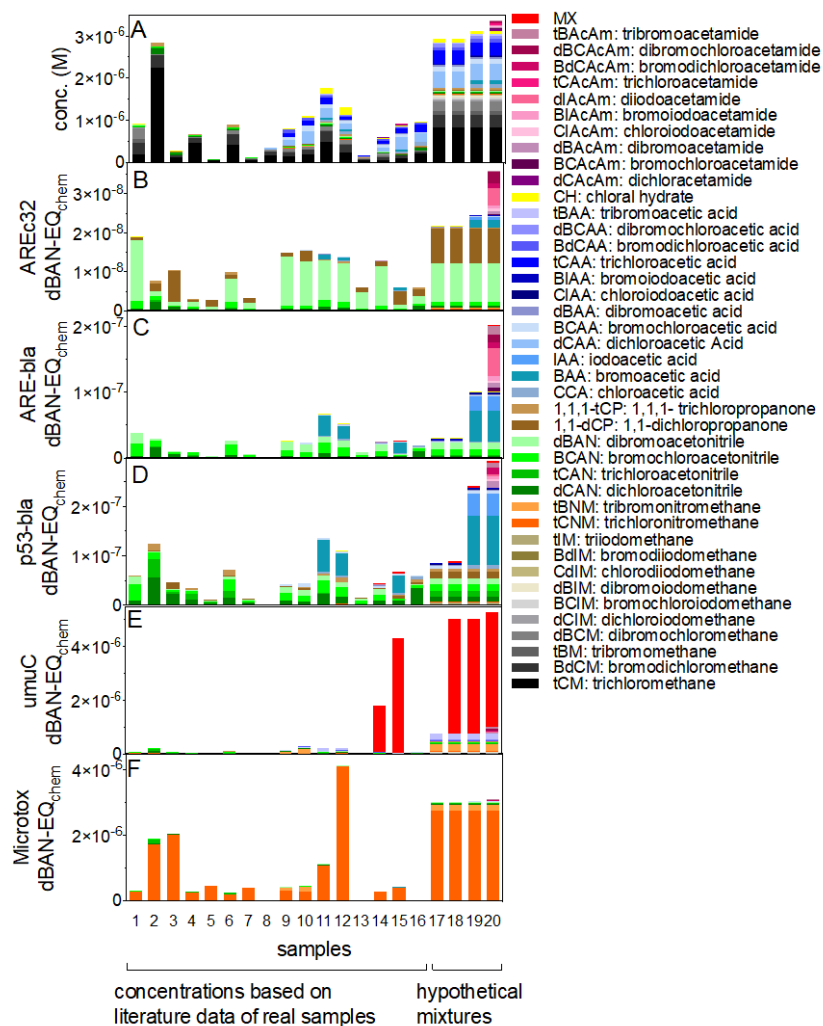 A
conc. (M)
3×10⁻⁶
2×10⁻⁶
1×10⁻⁶
0
B
AREc32
dBAN-EQchem
3×10⁻⁸
2×10⁻⁸
1×10⁻⁸
0
C
ARE-bla
dBAN-EQchem
2×10⁻⁷
1×10⁻⁷
0
D
p53-bla
dBAN-EQchem
2×10⁻⁷
1×10⁻⁷
0
E
umuC
dBAN-EQchem
4×10⁻⁶
2×10⁻⁶
0
F
Microtox
dBAN-EQchem
4×10⁻⁶
2×10⁻⁶
0
1 2 3 4 5 6 7 8 9 10 11 12 13 14 15 16 17 18 19 20
samples
concentrations based on
literature data of real samples
hypothetical
mixtures
MX
tBAcAm: tribromoacetamide
dBCAcAm: dibromochloroacetamide
BdCAcAm: bromodichloroacetamide
tCAcAm: trichloroacetamide
dIAcAm: diiodoacetamide
BIAcAm: bromoiodoacetamide
CIAcAm: chloroiodoacetamide
dBAcAm: dibromoacetamide
BCAcAm: bromochloroacetamide
dCAcAm: dichloracetamide
CH: chloral hydrate
tBAA: tribromoacetic acid
dBCAA: dibromochloroacetic acid
BdCAA: bromodichloroacetic acid
tCAA: trichloroacetic acid
BIAA: bromoiodoacetic acid
CIAA: chloroiodoacetic acid
dBAA: dibromoacetic acid
BCAA: bromochloroacetic acid
dCAA: dichloroacetic Acid
IAA: iodoacetic acid
BAA: bromoacetic acid
CCA: chloroacetic acid
1,1,1-tCP: 1,1,1- trichloropropanone
1,1-dCP: 1,1-dichloropropanone
dBAN: dibromoacetonitrile
BCAN: bromochloroacetonitrile
tCAN: trichloroacetonitrile
dCAN: dichloroacetonitrile
tBNM: tribromonitromethane
tCNM: trichloronitromethane
tIM: triiodomethane
BdIM: bromodiiodomethane
CdIM: chlorodiiodomethane
dBIM: dibromoiodomethane
BCIM: bromochloroiodomethane
dCIM: dichloroiodomethane
dBCM: dibromochloromethane
tBM: tribromomethane
BdCM: bromodichloromethane
tCM: trichloromethane